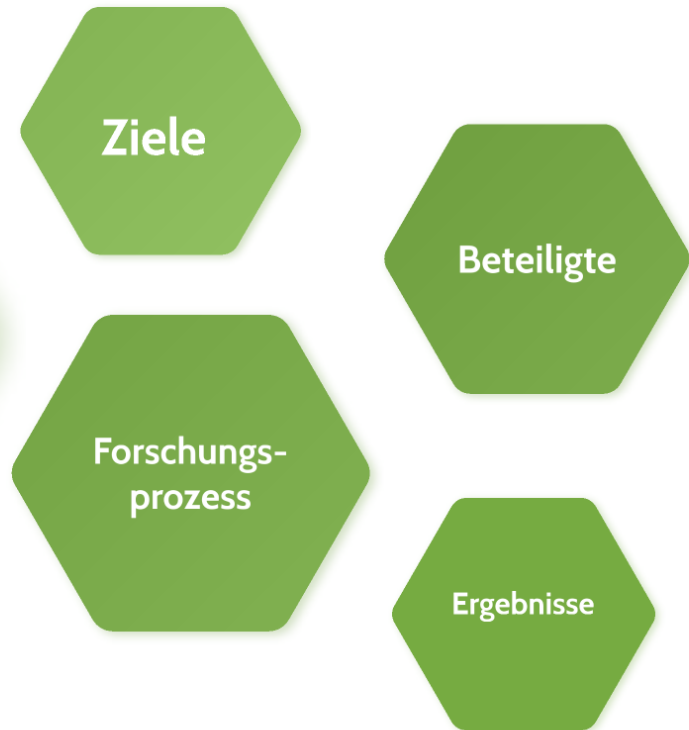 Ziele
Beteiligte
Forschungs-
prozess
Ergebnisse